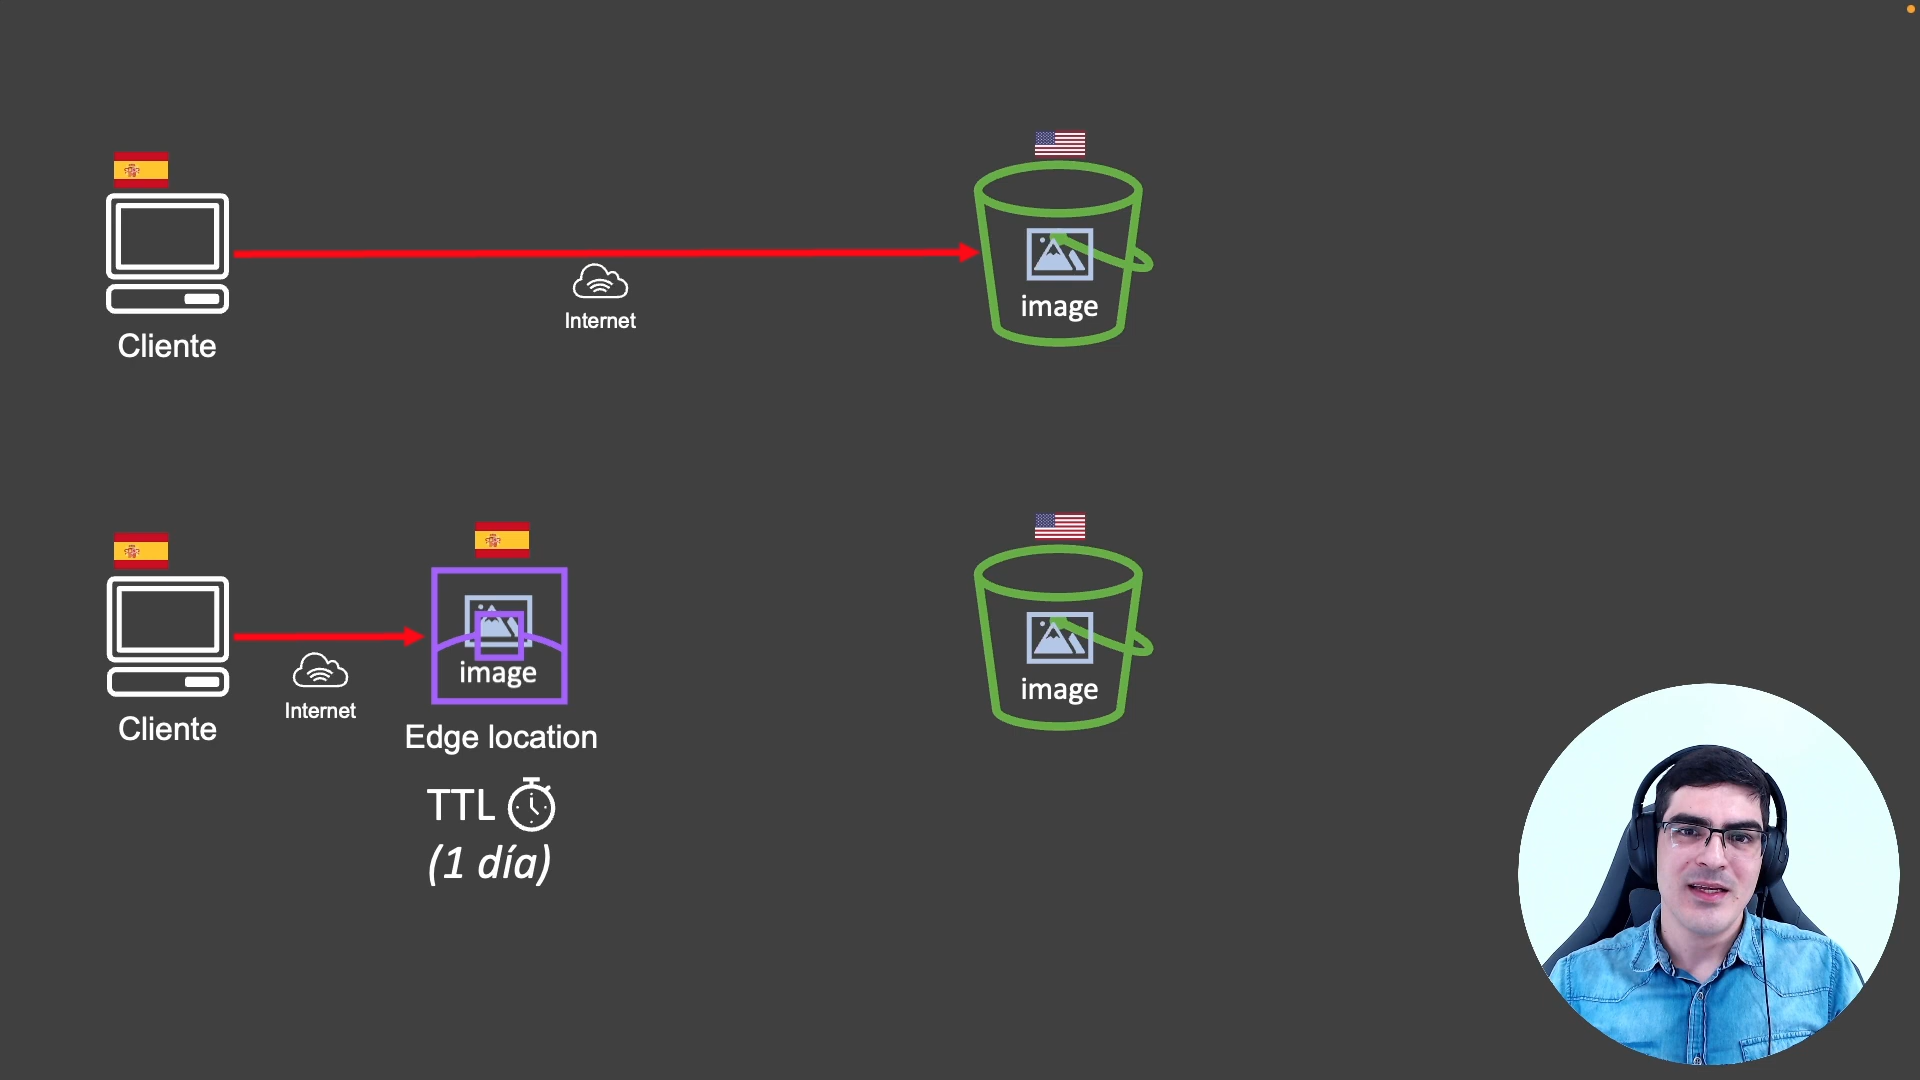 image
Internet
Cliente
image
image
Internet
Cliente
Edge location
TTL
(1 día)